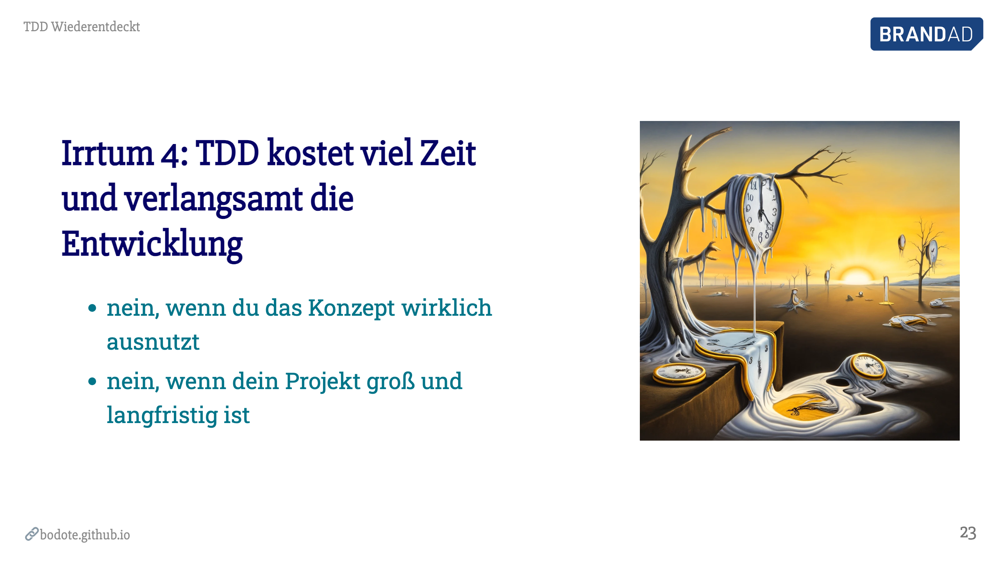 TDD Wiederentdeckt
BRANDAD
Irrtum 4: TDD kostet viel Zeit
und verlangsamt die
Entwicklung
• nein, wenn du das Konzept wirklich
ausnutzt
• nein, wenn dein Projekt groß und
langfristig ist
bodote.github.io
23